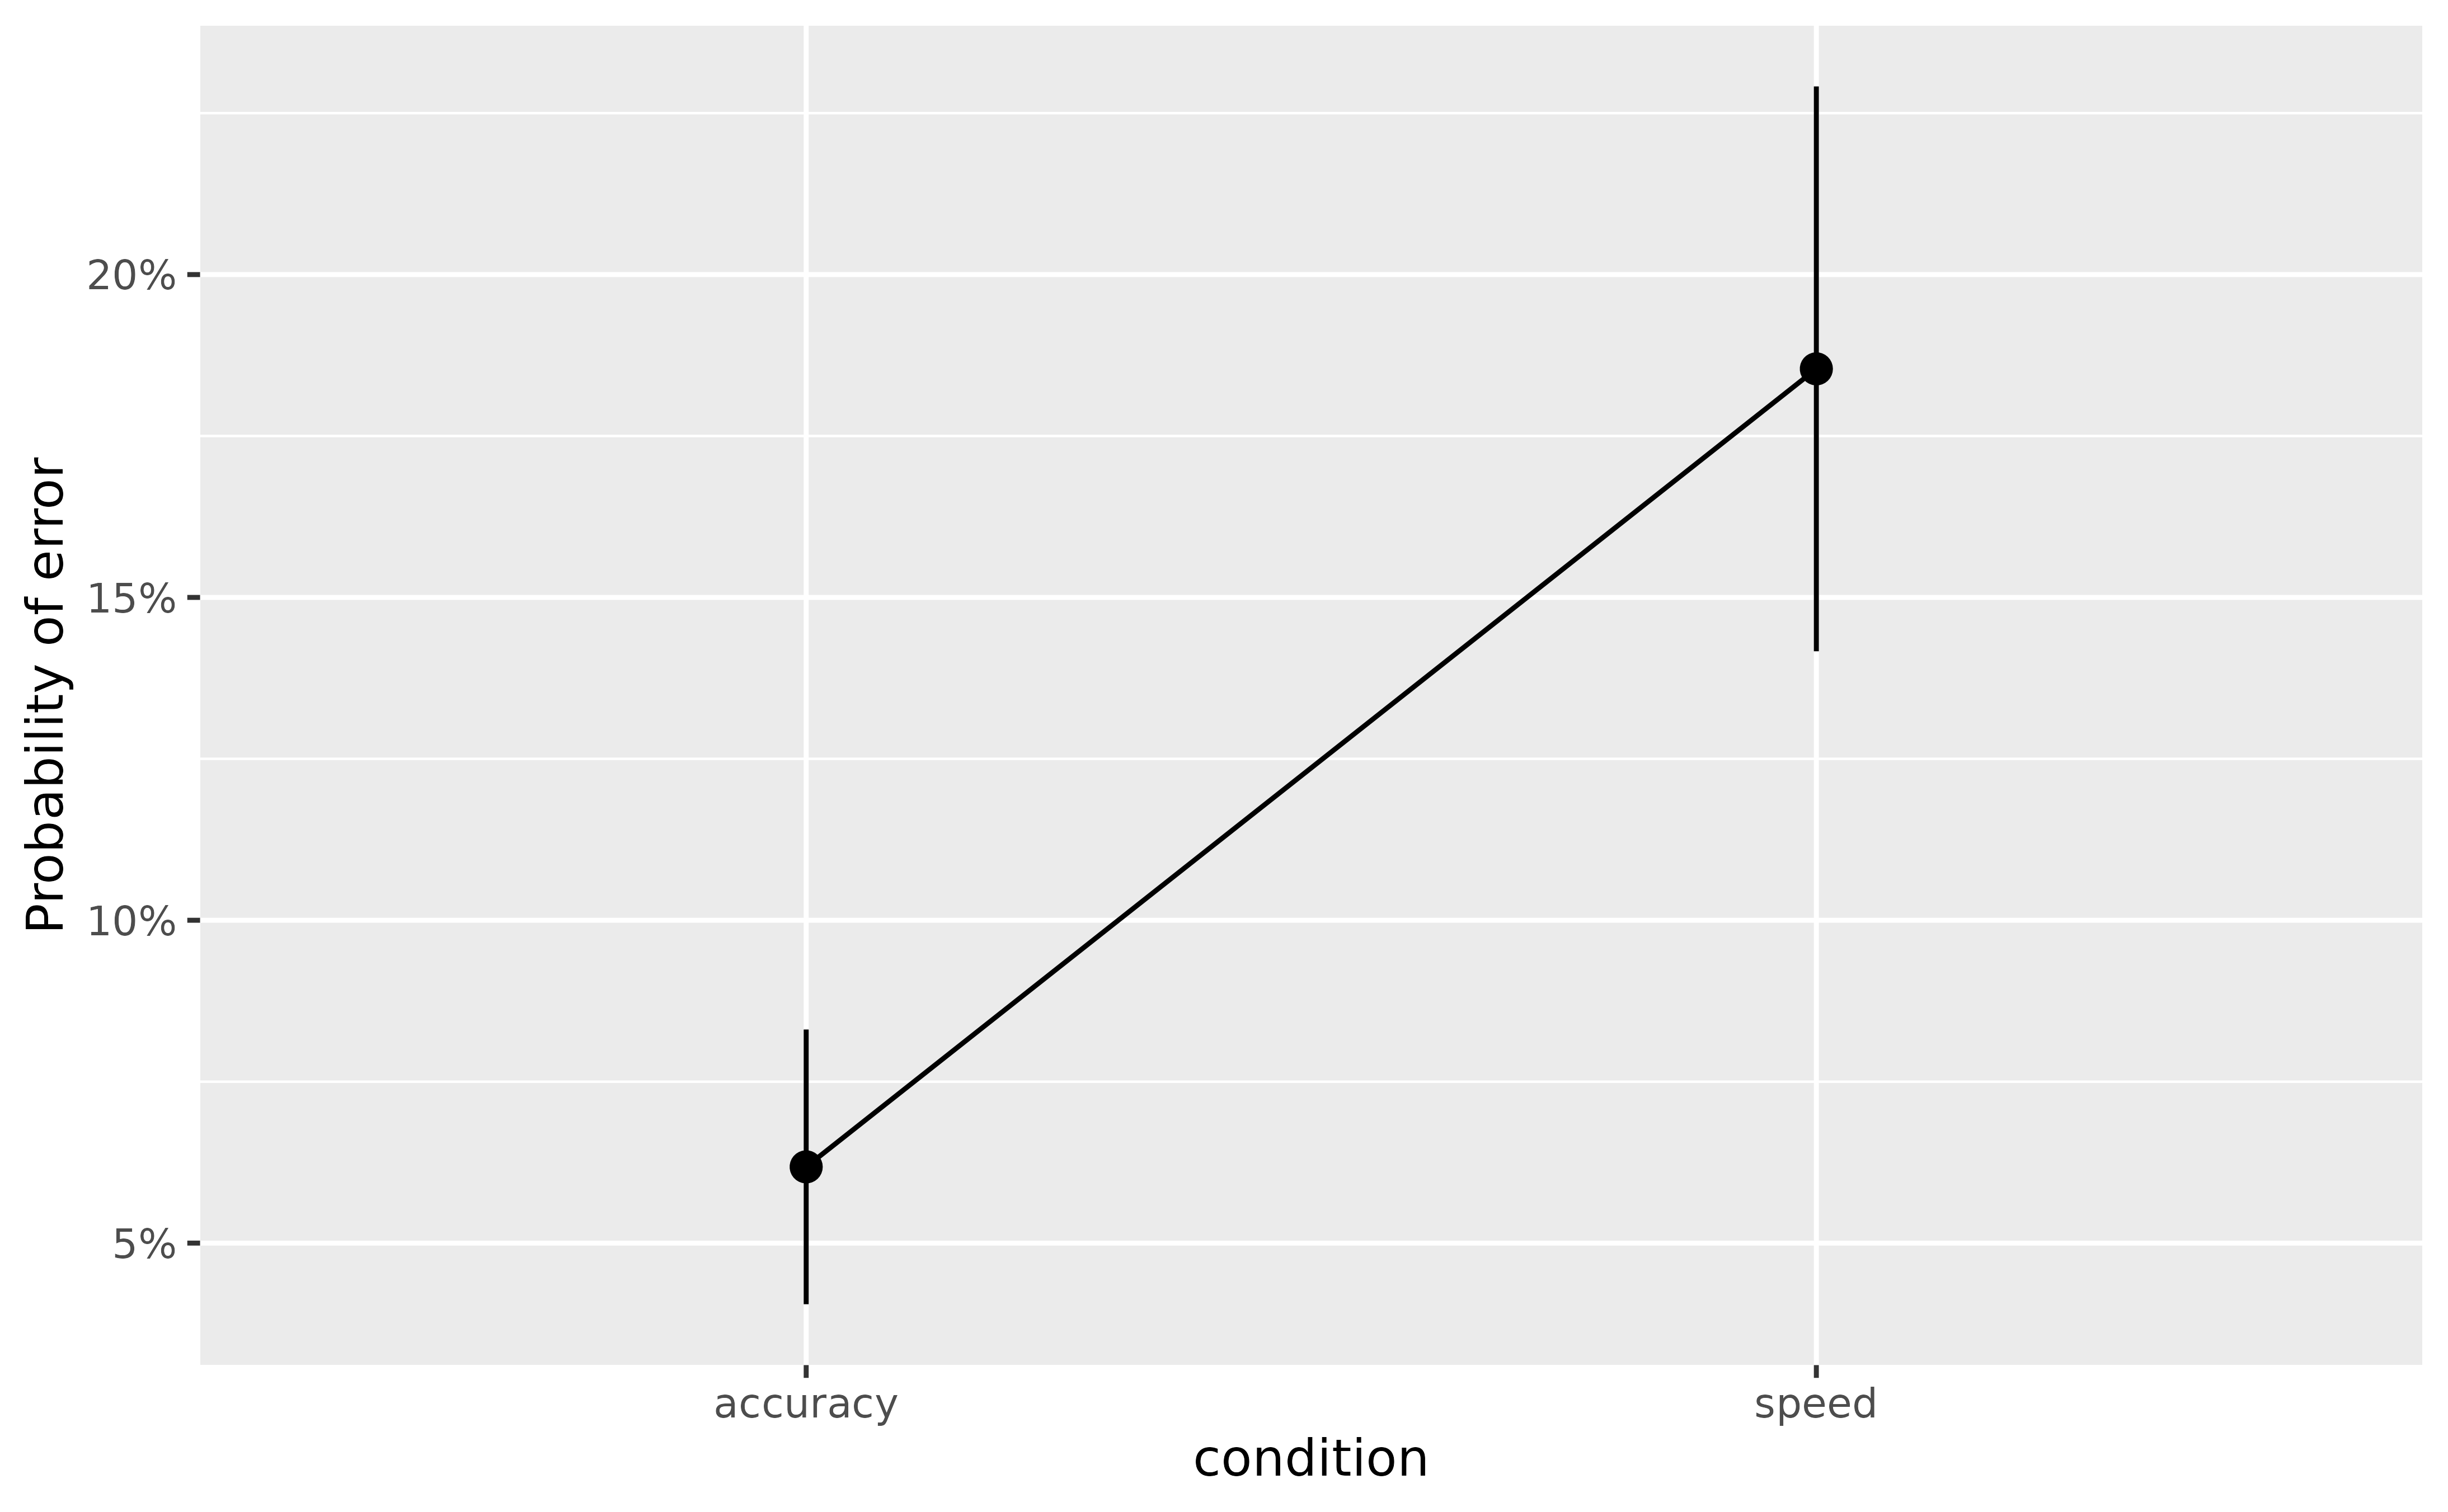 Probability of error
20%
15%
10%
5%
accuracy
speed
condition